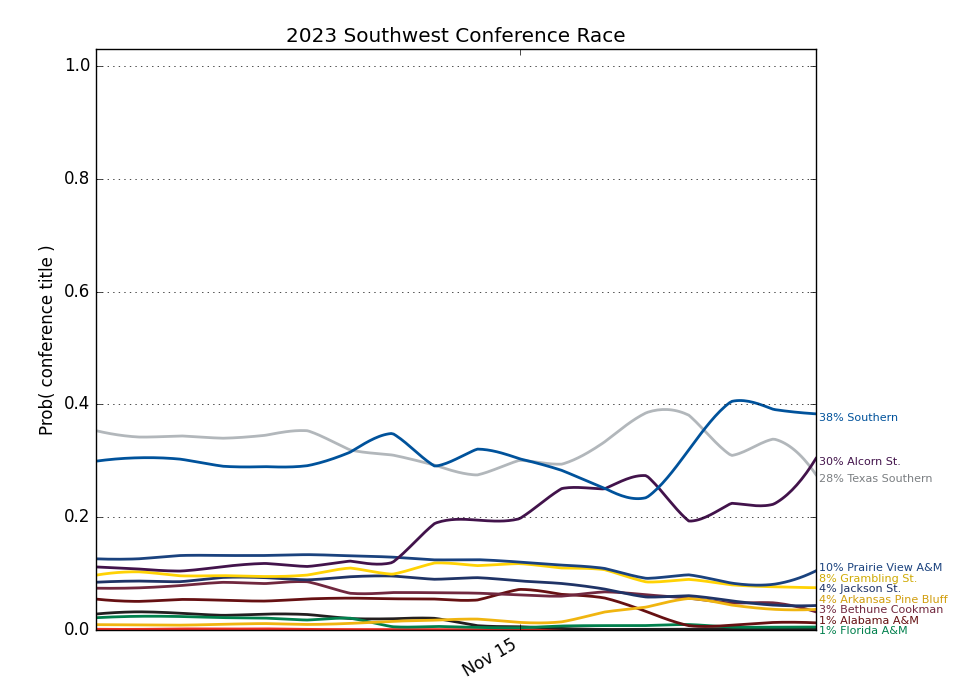 2023 Southwest Conference Race
Prob( conference title )
1.0
0.8
0.6
0.4
0.2
0.0
Nov 15
38% Southern
30% Alcorn St.
28% Texas Southern
10% Prairie View A&M
8% Grambling St.
4% Jackson St.
4% Arkansas Pine Bluff
3% Bethune Cookman
1% Alabama A&M
1% Florida A&M